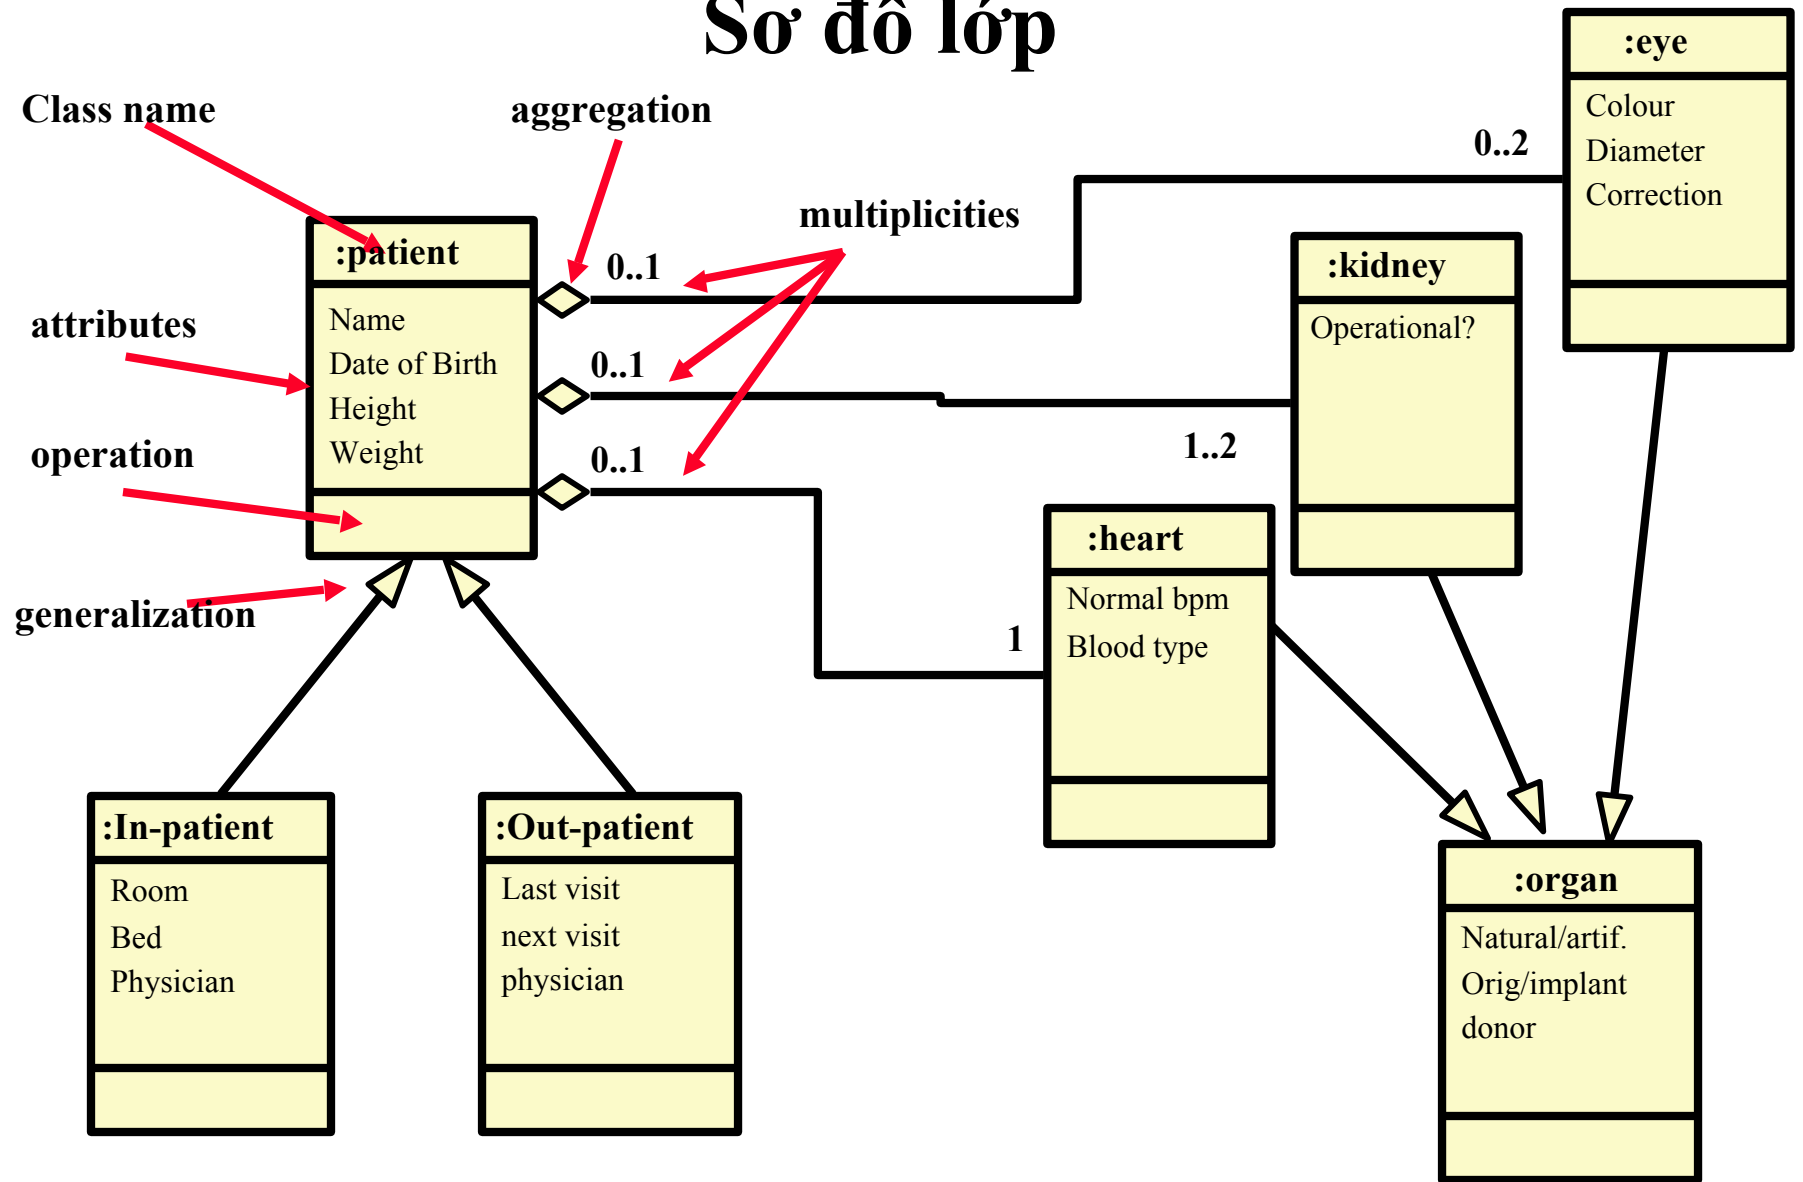 Sơ đồ lớp
Class name
aggregation
multiplicities
attributes
operation
generalization
:patient
Name
Date of Birth
Height
Weight
0..1
0..1
0..1
0..2
1..2
1
:eye
Colour
Diameter
Correction
:kidney
Operational?
:heart
Normal bpm
Blood type
:In-patient
Room
Bed
Physician
:Out-patient
Last visit
next visit
physician
:organ
Natural/artif.
Orig/implant
donor